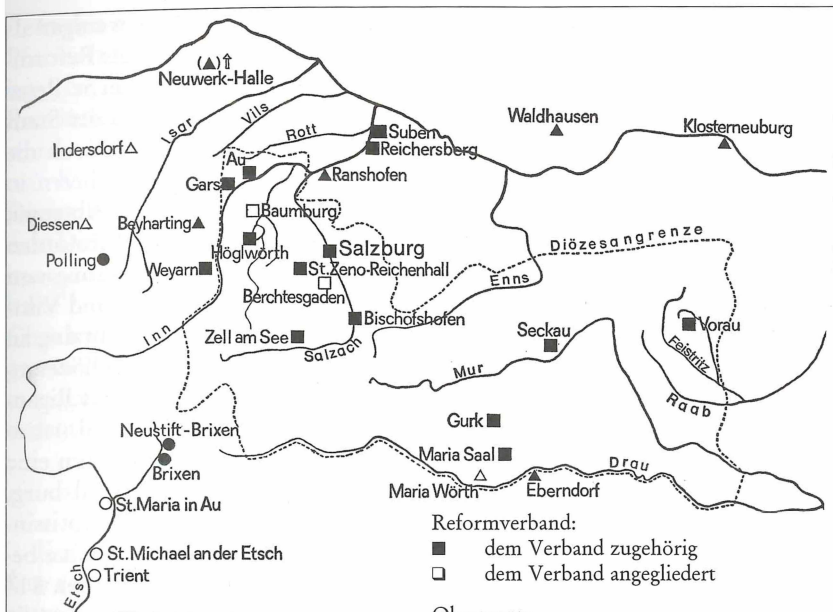 Neuwerk-Halle
Isar
Vils
Rott
Indersdorf
Suben
Reichersberg
Waldhausen
Klosterneuburg
Au
Gars
Ranshofen
Diessen
Beyharting
Baumburg
Polling
Höglwörth
Salzburg
Diözesangrenze
Weyarn
St.Zeno-Reichenhall
Enns
Berchtesgaden
Inn
Bischofshofen
Zell am See
Salzach
Seckau
Vorau
Feistritz
Mur
Raab
Gurk
Neustift-Brixen
Maria Saal
Brixen
Drau
Maria Wörth
Eberndorf
St.Maria in Au
St.Michael an der Etsch
Trient
Etsch
Reformverband:
dem Verband zugehörig
dem Verband angegliedert